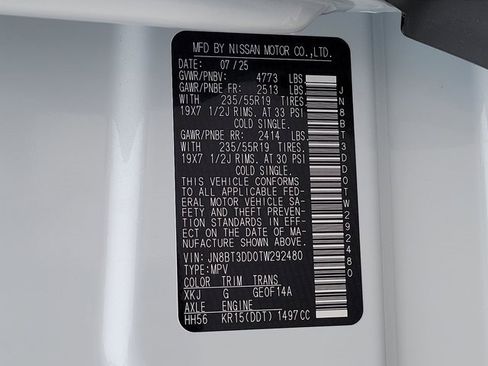 MFD BY NISSAN MOTOR CO.,LTD.
DATE: 07/25
GVWR/PNBV: 4773 LBS.
GAWR/PNBE FR: 2513 LBS.
WITH 235/55R19 TIRES
19X7 1/2J RIMS. AT 33 PSI
COLD SINGLE.
GAWR/PNBE RR: 2414 LBS.
WITH 235/55R19 TIRES.
19X7 1/2J RIMS. AT 30 PSI
COLD SINGLE.
THIS VEHICLE CONFORMS
TO ALL APPLICABLE FED-
ERAL MOTOR VEHICLE SA-
FETY AND THEFT PREVEN-
TION STANDARDS IN EFF-
ECT ON THE DATE OF MA-
NUFACTURE SHOWN ABOVE.
VIN: JN8BT3DD0TW292480
TYPE:MPV
COLOR TRIM TRANS
XKJ G GE0F14A
AXLE ENGINE
HH56 KR15(DDT) 1497CC
JN8BT3DD0TW292480